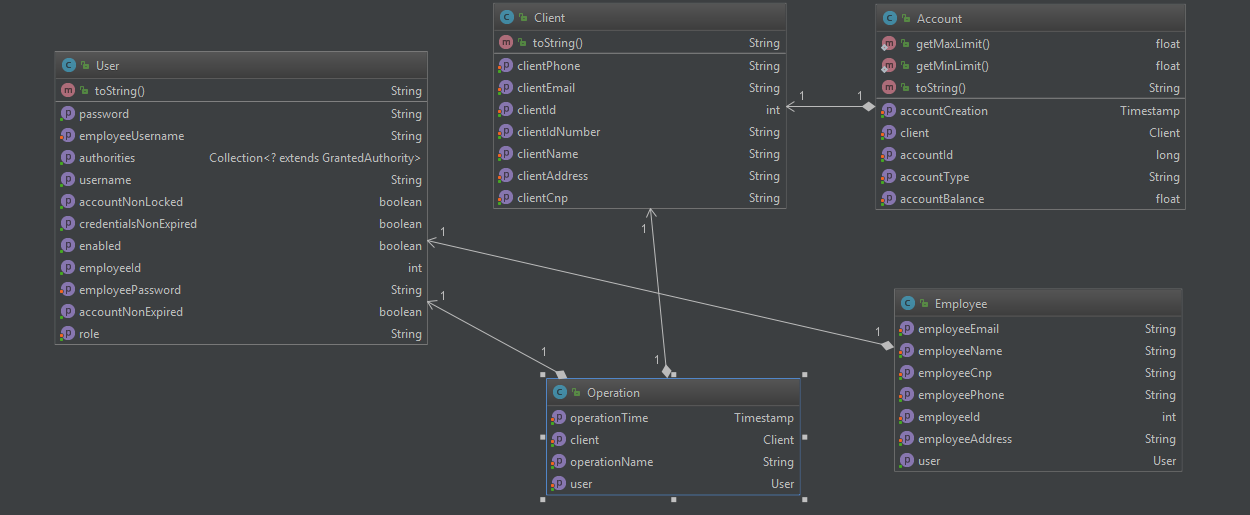 User
toString() String
password String
employeeUsername String
authorities Collection<? extends GrantedAuthority>
username String
accountNonLocked boolean
credentialsNonExpired boolean
enabled boolean
employeeId int
employeePassword String
accountNonExpired boolean
role String
Client
toString() String
clientPhone String
clientEmail String
clientId int
clientIdNumber String
clientName String
clientAddress String
clientCnp String
1 1
Account
getMaxLimit() float
getMinLimit() float
toString() String
accountCreation Timestamp
client Client
accountId long
accountType String
accountBalance float
1
1
1
1
1
1
Operation
operationTime Timestamp
client Client
operationName String
user User
Employee
employeeEmail String
employeeName String
employeeCnp String
employeePhone String
employeeId int
employeeAddress String
user User